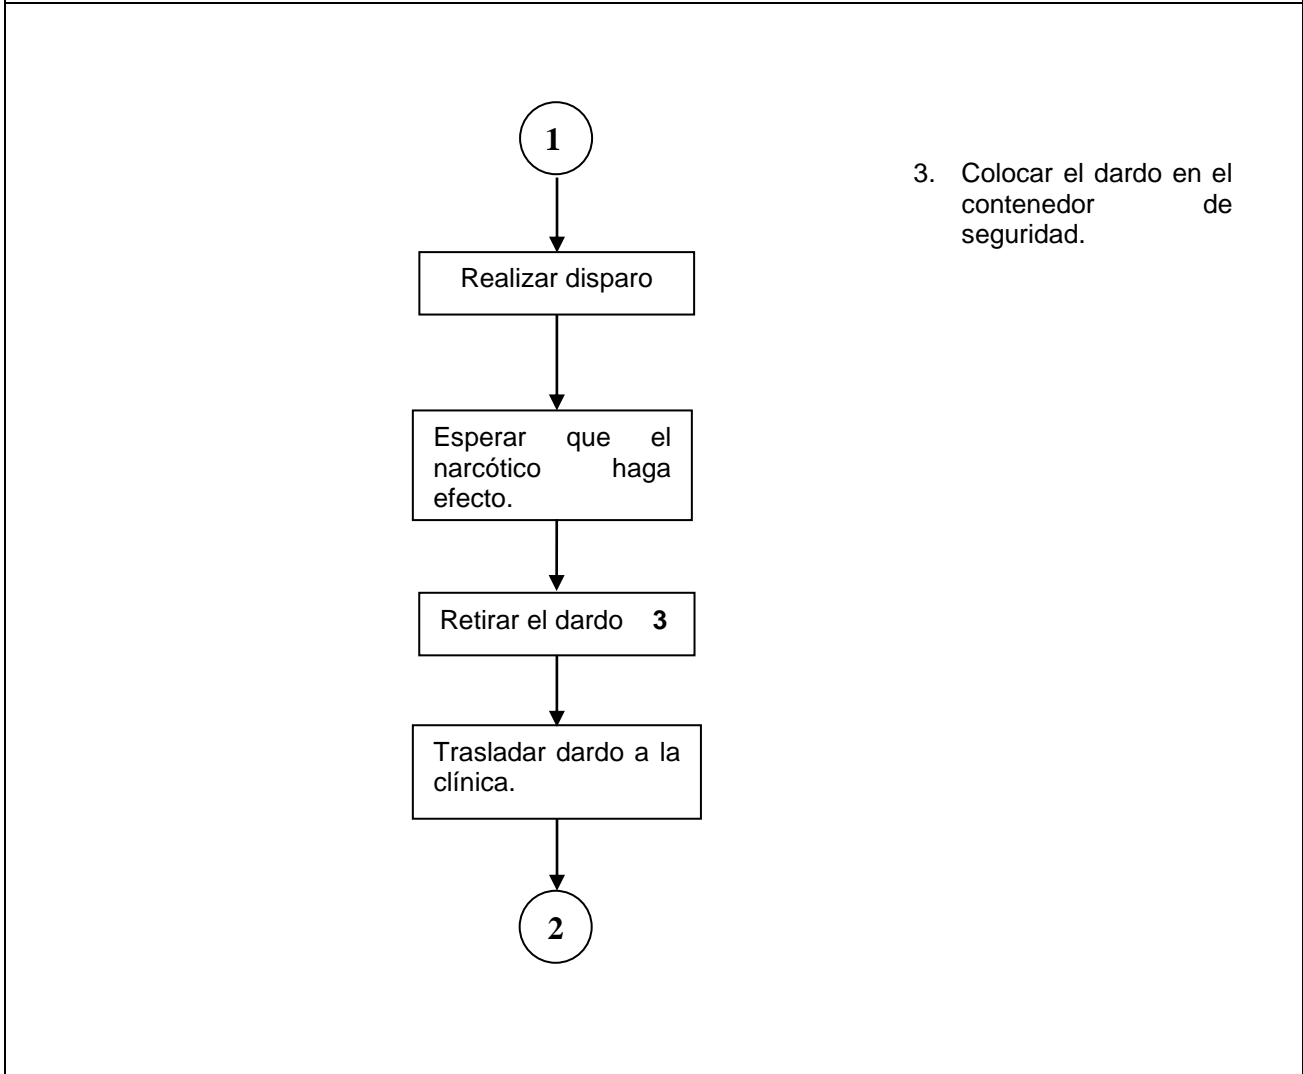 1
3. Colocar el dardo en el
contenedor de
seguridad.
Realizar disparo
Esperar que el
narcótico haga
efecto.
Retirar el dardo 3
Trasladar dardo a la
clínica.
2